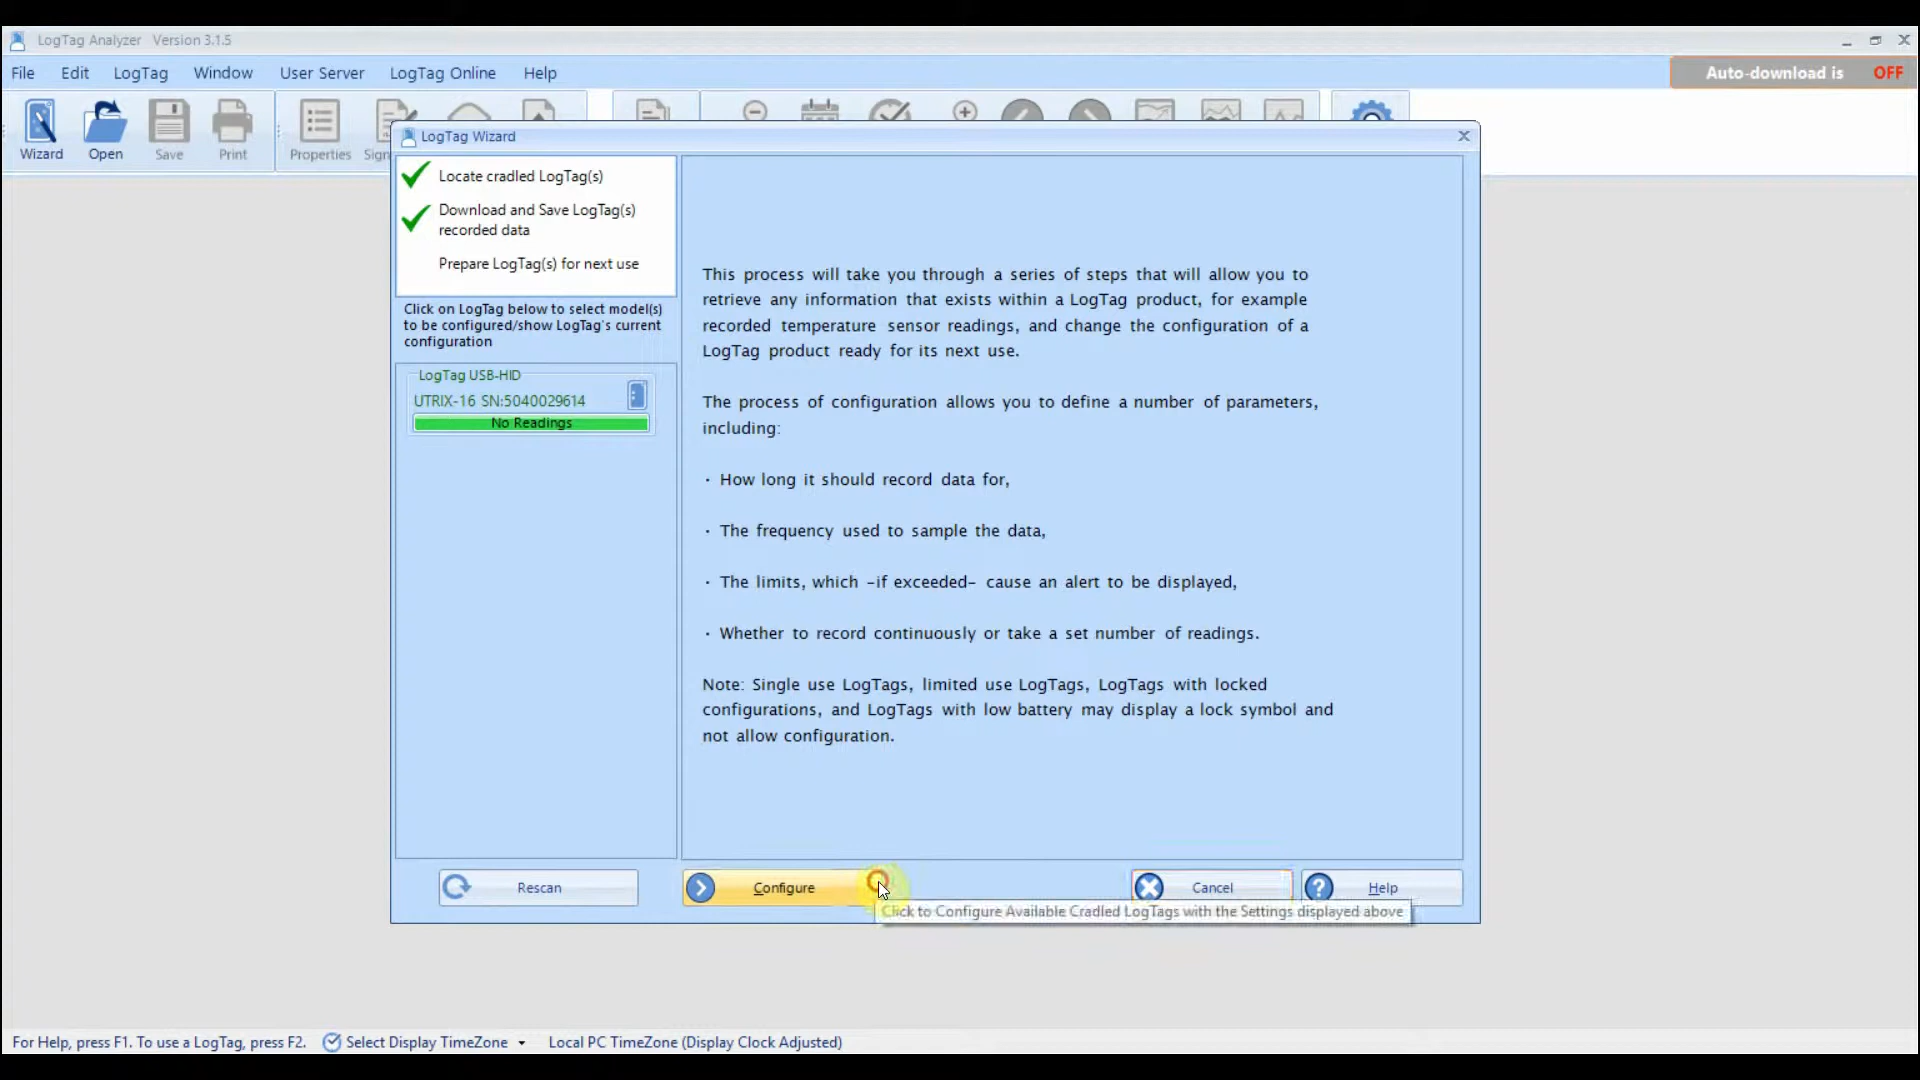 LogTag Analyzer   Version 3.1.5
File Edit LogTag Window User Server LogTag Online Help
Auto-download is OFF
Wizard Open Save Print Properties Sign
LogTag Wizard
Locate cradled LogTag(s)
Download and Save LogTag(s)
recorded data
Prepare LogTag(s) for next use
Click on LogTag below to select model(s)
to be configured/show LogTag's current
configuration
LogTag USB-HID
UTRIX-16 SN:5040029614
No Readings
This process will take you through a series of steps that will allow you to
retrieve any information that exists within a LogTag product, for example
recorded temperature sensor readings, and change the configuration of a
LogTag product ready for its next use.
The process of configuration allows you to define a number of parameters,
including:
· How long it should record data for,
· The frequency used to sample the data,
· The limits, which -if exceeded- cause an alert to be displayed,
· Whether to record continuously or take a set number of readings.
Note: Single use LogTags, limited use LogTags, LogTags with locked
configurations, and LogTags with low battery may display a lock symbol and
not allow configuration.
Rescan Configure Cancel Help
Click to Configure Available Cradled LogTags with the Settings displayed above
For Help, press F1. To use a LogTag, press F2. Select Display TimeZone Local PC TimeZone (Display Clock Adjusted)